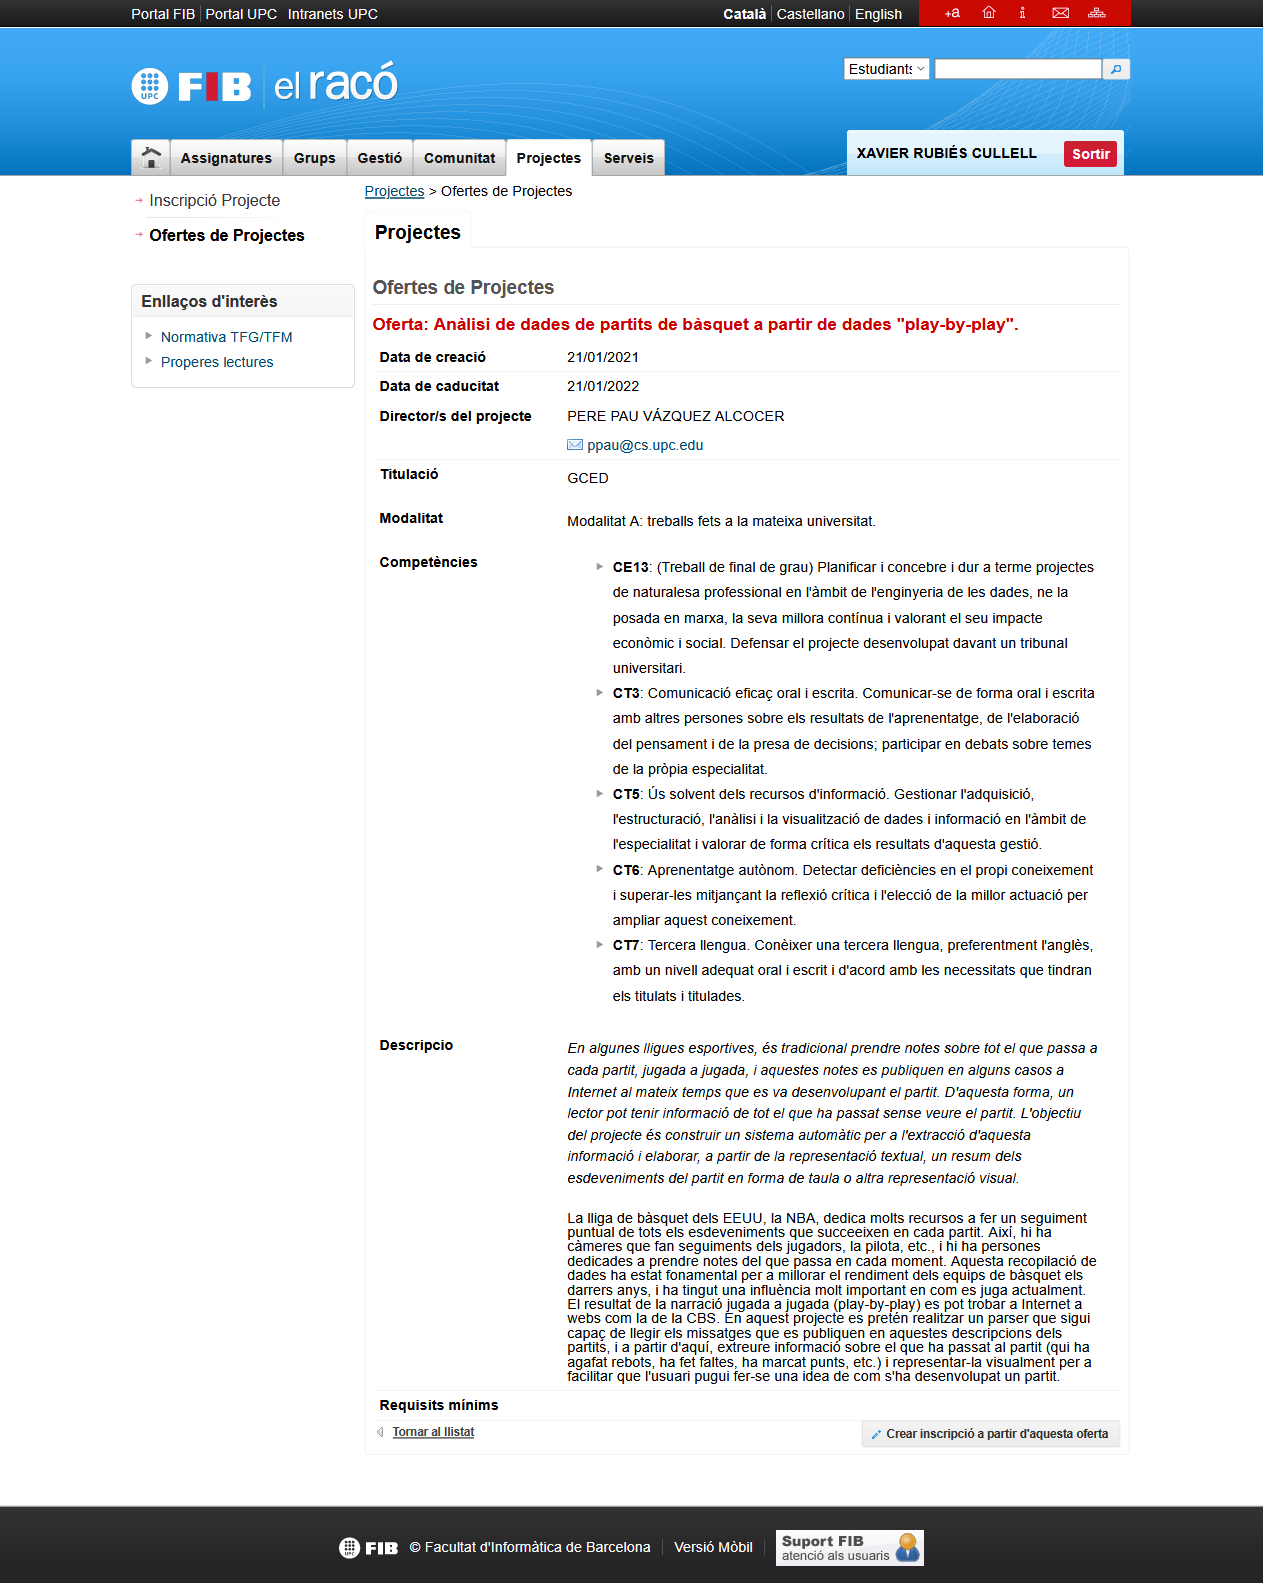 Portal FIB Portal UPC Intranets UPC
Català Castellano English
+a
UPC FIB el racó
Estudiants
Assignatures Grups Gestió Comunitat Projectes Serveis
XAVIER RUBIÉS CULLELL Sortir
Inscripció Projecte
Ofertes de Projectes
Enllaços d'interès
Normativa TFG/TFM
Properes lectures
Projectes > Ofertes de Projectes
Projectes
Ofertes de Projectes
Oferta: Anàlisi de dades de partits de bàsquet a partir de dades "play-by-play".
Data de creació 21/01/2021
Data de caducitat 21/01/2022
Director/s del projecte PERE PAU VÁZQUEZ ALCOCER
ppau@cs.upc.edu
Titulació GCED
Modalitat Modalitat A: treballs fets a la mateixa universitat.
Competències
CE13: (Treball de final de grau) Planificar i concebre i dur a terme projectes
de naturalesa professional en l'àmbit de l'enginyeria de les dades, ne la
posada en marxa, la seva millora contínua i valorant el seu impacte
econòmic i social. Defensar el projecte desenvolupat davant un tribunal
universitari.
CT3: Comunicació eficaç oral i escrita. Comunicar-se de forma oral i escrita
amb altres persones sobre els resultats de l'aprenentatge, de l'elaboració
del pensament i de la presa de decisions; participar en debats sobre temes
de la pròpia especialitat.
CT5: Ús solvent dels recursos d'informació. Gestionar l'adquisició,
l'estructuració, l'anàlisi i la visualització de dades i informació en l'àmbit de
l'especialitat i valorar de forma crítica els resultats d'aquesta gestió.
CT6: Aprenentatge autònom. Detectar deficiències en el propi coneixement
i superar-les mitjançant la reflexió crítica i l'elecció de la millor actuació per
ampliar aquest coneixement.
CT7: Tercera llengua. Conèixer una tercera llengua, preferentment l'anglès,
amb un nivell adequat oral i escrit i d'acord amb les necessitats que tindran
els titulats i titulades.
Descripcio
En algunes lligues esportives, és tradicional prendre notes sobre tot el que passa a
cada partit, jugada a jugada, i aquestes notes es publiquen en alguns casos a
Internet al mateix temps que es va desenvolupant el partit. D'aquesta forma, un
lector pot tenir informació de tot el que ha passat sense veure el partit. L'objectiu
del projecte és construir un sistema automàtic per a l'extracció d'aquesta
informació i elaborar, a partir de la representació textual, un resum dels
esdeveniments del partit en forma de taula o altra representació visual.
La lliga de bàsquet dels EEUU, la NBA, dedica molts recursos a fer un seguiment
puntual de tots els esdeveniments que succeeixen en cada partit. Així, hi ha
càmeres que fan seguiments dels jugadors, la pilota, etc., i hi ha persones
dedicades a prendre notes del que passa en cada moment. Aquesta recopilació de
dades ha estat fonamental per a millorar el rendiment dels equips de bàsquet els
darrers anys, i ha tingut una influència molt important en com es juga actualment.
El resultat de la narració jugada a jugada (play-by-play) es pot trobar a Internet a
webs com la de la CBS. En aquest projecte es pretén realitzar un parser que sigui
capaç de llegir els missatges que es publiquen en aquestes descripcions dels
partits, i a partir d'aquí, extreure informació sobre el que ha passat al partit (qui ha
agafat rebots, ha fet faltes, ha marcat punts, etc.) i representar-la visualment per a
facilitar que l'usuari pugui fer-se una idea de com s'ha desenvolupat un partit.
Requisits mínims
Tornar al llistat Crear inscripció a partir d'aquesta oferta
UPC FIB © Facultat d'Informàtica de Barcelona Versió Mòbil Suport FIB
atenció als usuaris